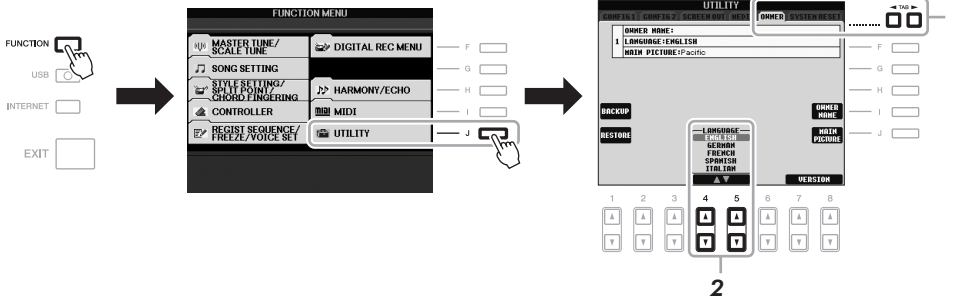 FUNCTION
USB
INTERNET
EXIT
FUNCTION MENU
MASTER TUNE/
SCALE TUNE
DIGITAL REC MENU
SONG SETTING
STYLE SETTING/
SPLIT POINT/
CHORD FINGERING
HARMONY/ECHO
CONTROLLER
MIDI
REGIST SEQUENCE/
FREEZE/VOICE SET
UTILITY
F
G
H
I
J
UTILITY
CONFIG1 CONFIG2 SCREEN OUT MEDIA OWNER SYSTEM RESET
TAB
OWNER NAME:
1 LANGUAGE:ENGLISH
MAIN PICTURE:Pacific
BACKUP
OWNER
NAME
RESTORE
MAIN
PICTURE
LANGUAGE
ENGLISH
GERMAN
FRENCH
SPANISH
ITALIAN
VERSION
F
G
H
I
J
1 2 3 4 5 6 7 8
2